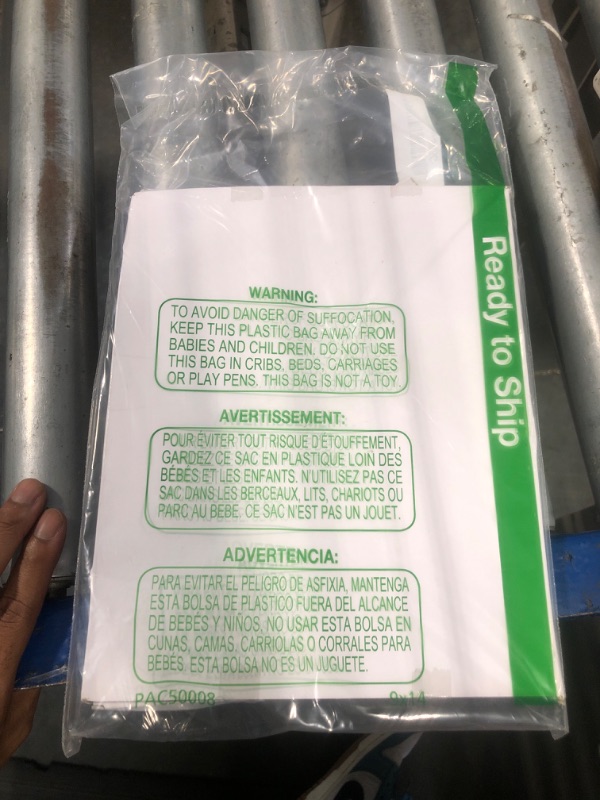 WARNING:
TO AVOID DANGER OF SUFFOCATION,
KEEP THIS PLASTIC BAG AWAY FROM
BABIES AND CHILDREN. DO NOT USE
THIS BAG IN CRIBS, BEDS, CARRIAGES
OR PLAY PENS. THIS BAG IS NOT A TOY.
AVERTISSEMENT:
POUR ÉVITER TOUT RISQUE D'ÉTOUFFEMENT,
GARDEZ CE SAC EN PLASTIQUE LOIN DES
BÉBÉS ET LES ENFANTS. N'UTILISEZ PAS CE
SAC DANS LES BERCEAUX, LITS, CHARIOTS OU
PARC AU BEBE. CE SAC N'EST PAS UN JOUET.
ADVERTENCIA:
PARA EVITAR EL PELIGRO DE ASFIXIA, MANTENGA
ESTA BOLSA DE PLASTICO FUERA DEL ALCANCE
DE BEBÉS Y NIÑOS, NO USAR ESTA BOLSA EN
CUNAS, CAMAS, CARRIOLAS O CORRALES PARA
BEBÉS, ESTA BOLSA NO ES UN JUGUETE.
PAC50008 9x14
Ready to Ship